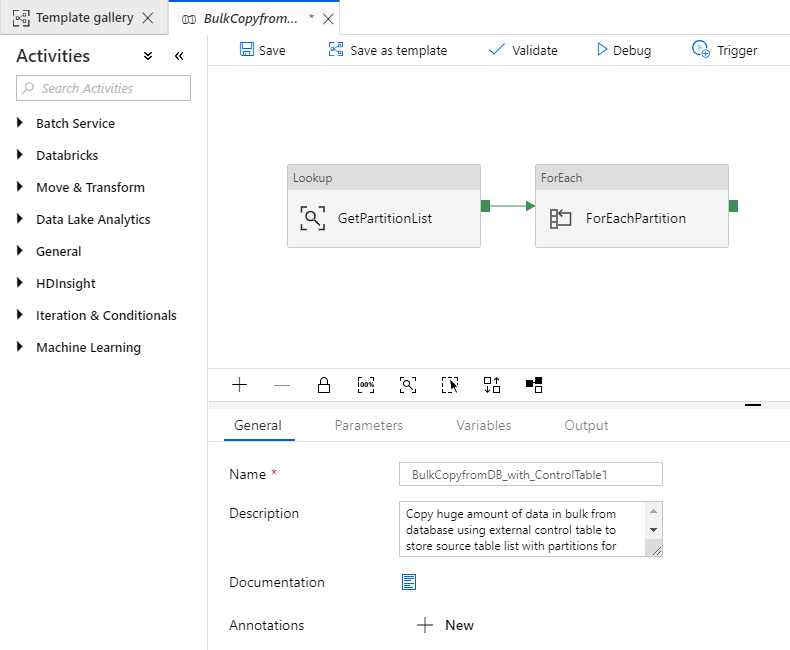 Template gallery
BulkCopyfrom... *
Activities
Search Activities
Batch Service
Databricks
Move & Transform
Data Lake Analytics
General
HDInsight
Iteration & Conditionals
Machine Learning
Save
Save as template
Validate
Debug
Trigger
Lookup
GetPartitionList
ForEach
ForEachPartition
100%
General
Parameters
Variables
Output
Name *
BulkCopyfromDB_with_ControlTable1
Description
Copy huge amount of data in bulk from
database using external control table to
store source table list with partitions for
Documentation
Annotations
New